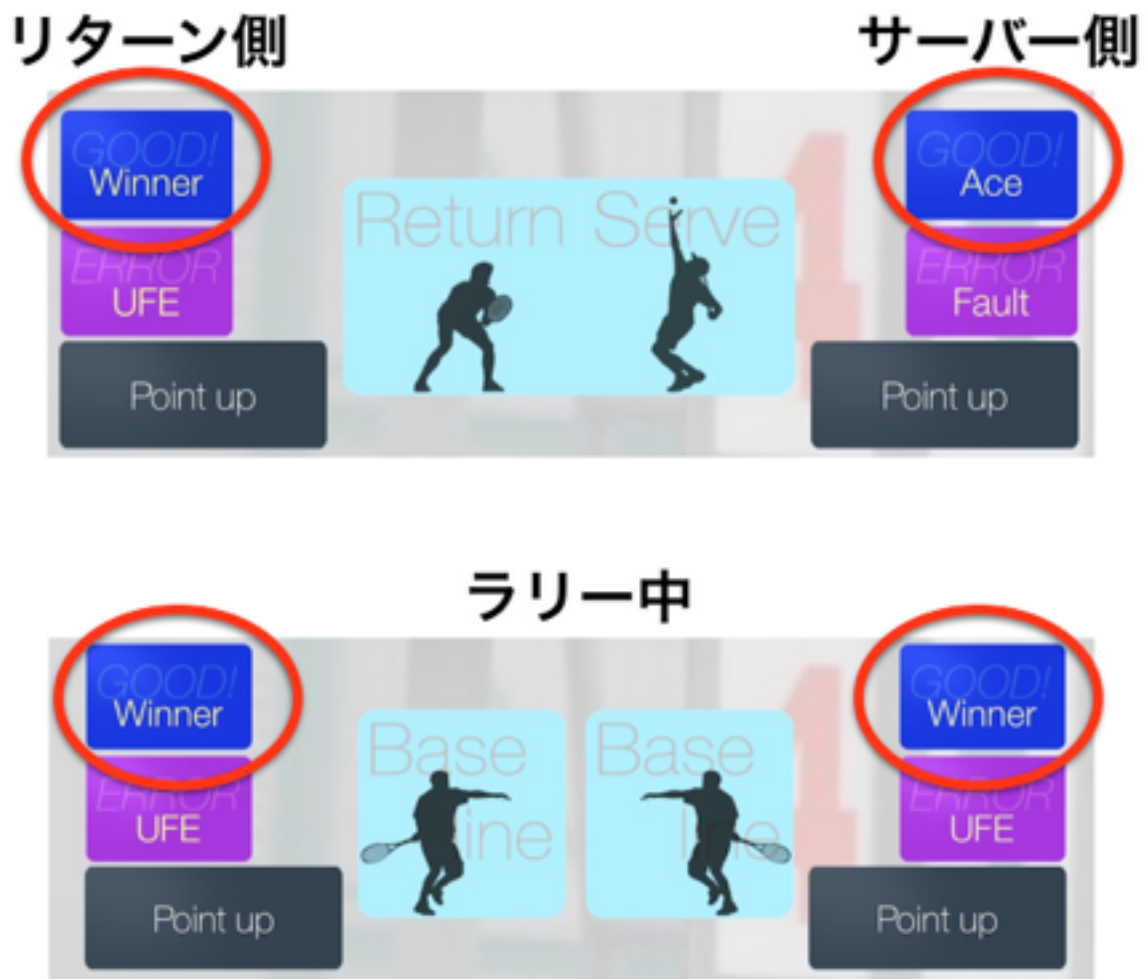 リターン側
サーバー側
GOOD!
Winner
GOOD!
Ace
Return Serve
ERROR
UFE
ERROR
Fault
Point up
Point up
ラリー中
GOOD!
Winner
GOOD!
Winner
Base
line
Base
line
ERROR
UFE
ERROR
UFE
Point up
Point up